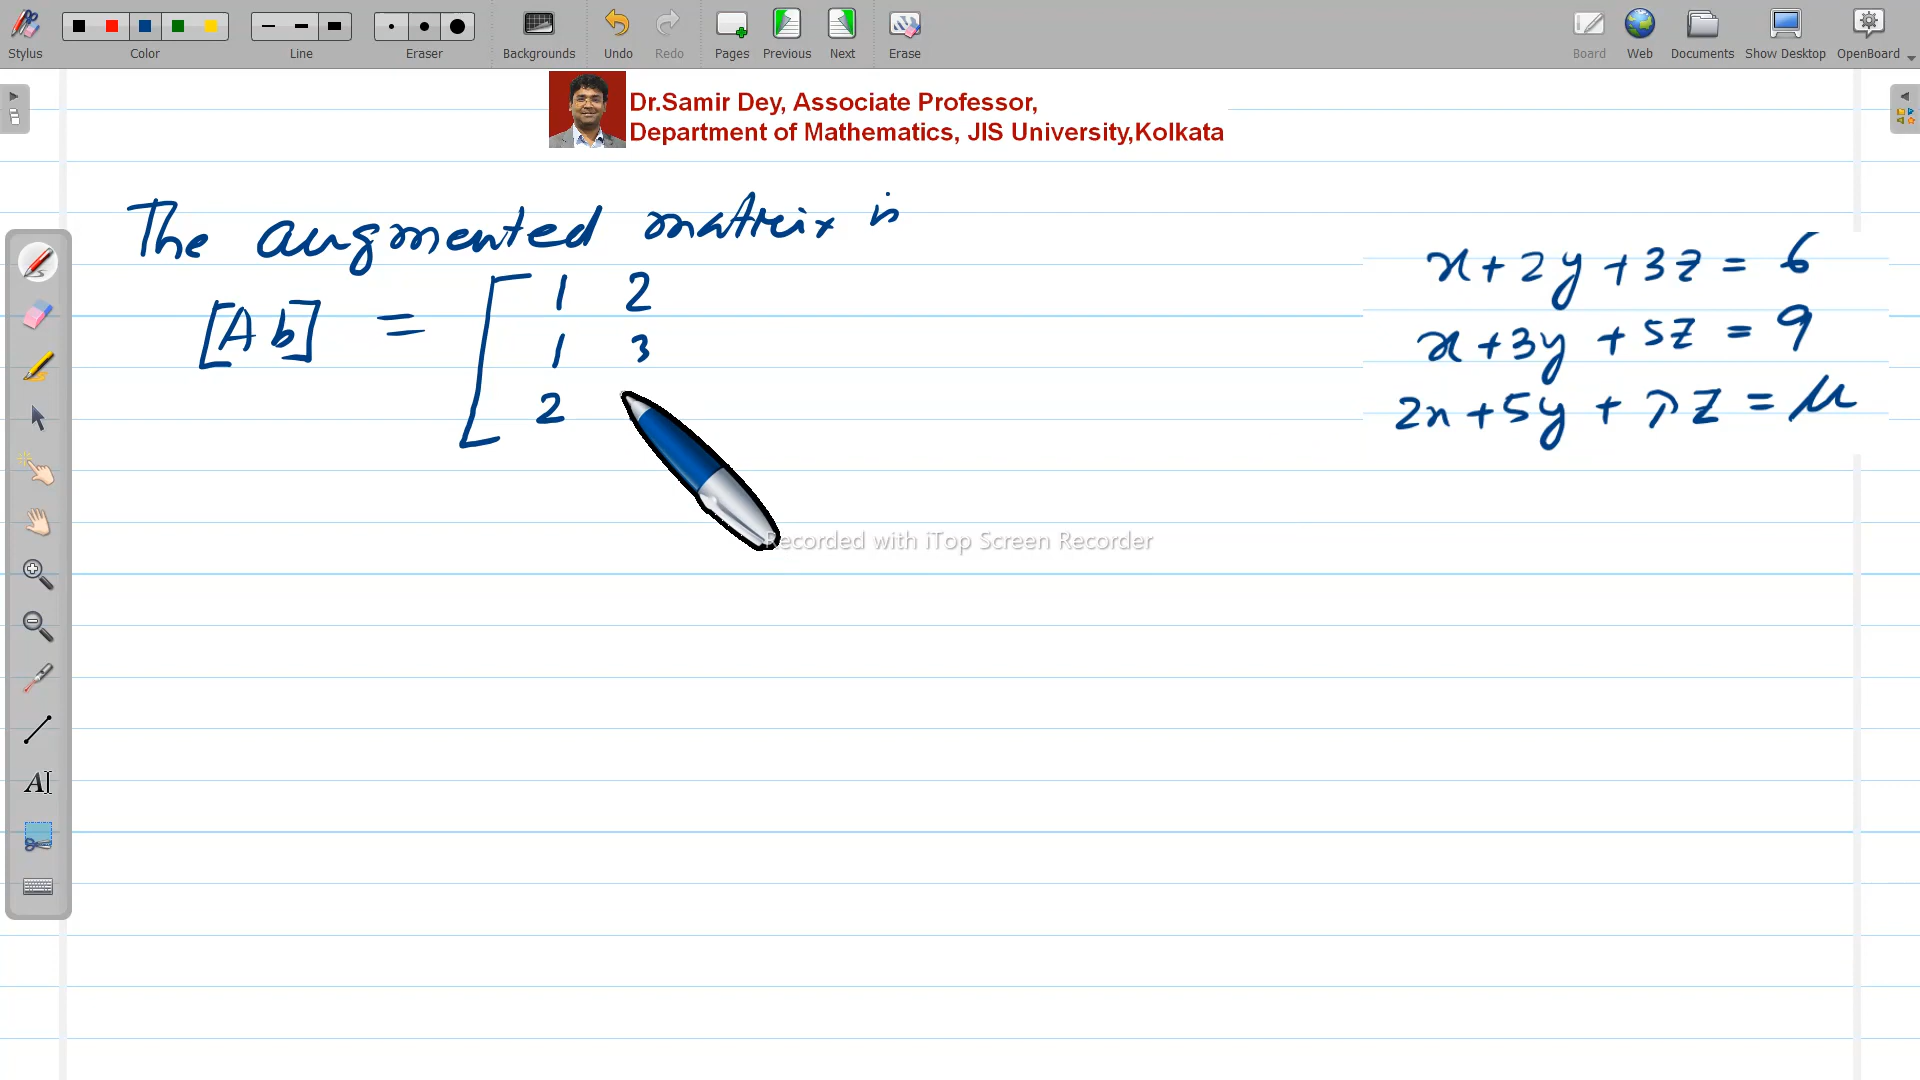 Stylus Color Line Eraser Backgrounds Undo Redo Pages Previous Next Erase Board Web Documents Show Desktop OpenBoard
Dr.Samir Dey, Associate Professor,
Department of Mathematics, JIS University,Kolkata
The augmented matrix is
[A b] = [ 1 2
1 3
2
x + 2y + 3z = 6
x + 3y + 5z = 9
2x + 5y + λz = μ
Recorded with iTop Screen Recorder
AI